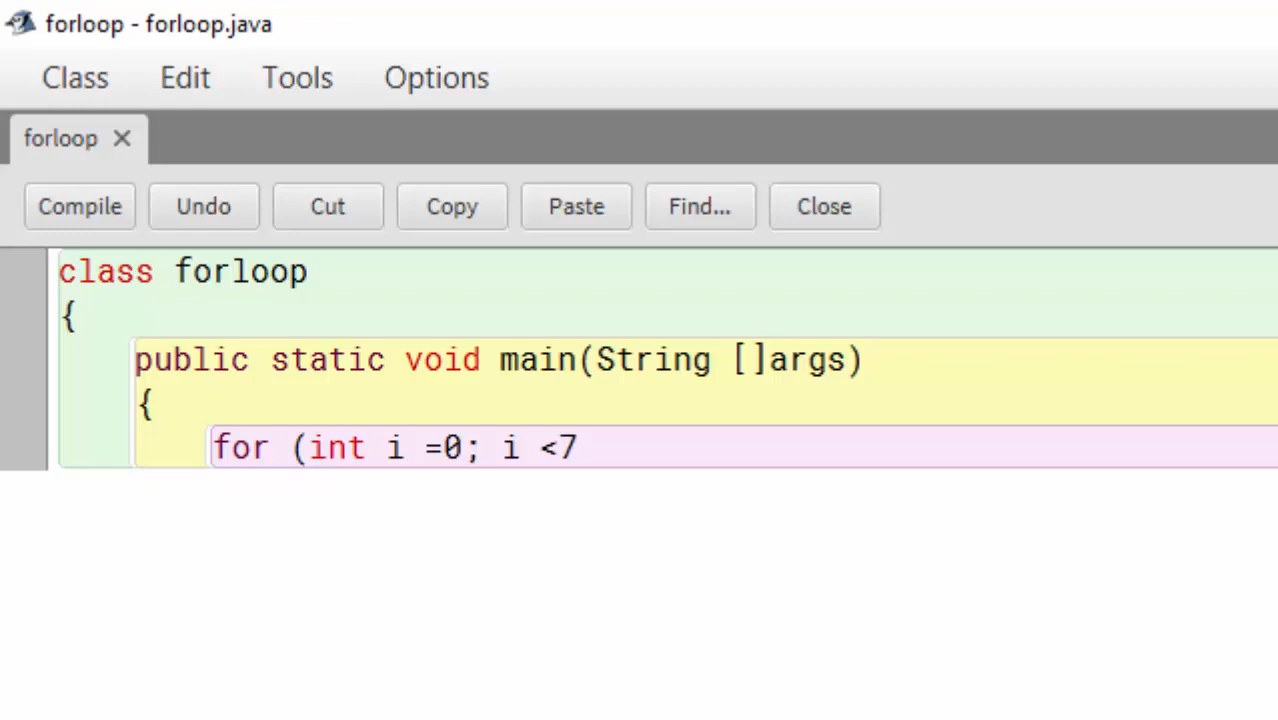 forloop - forloop.java
Class Edit Tools Options
forloop ✕
Compile Undo Cut Copy Paste Find... Close
class forloop
{
public static void main(String []args)
{
for (int i =0; i <7